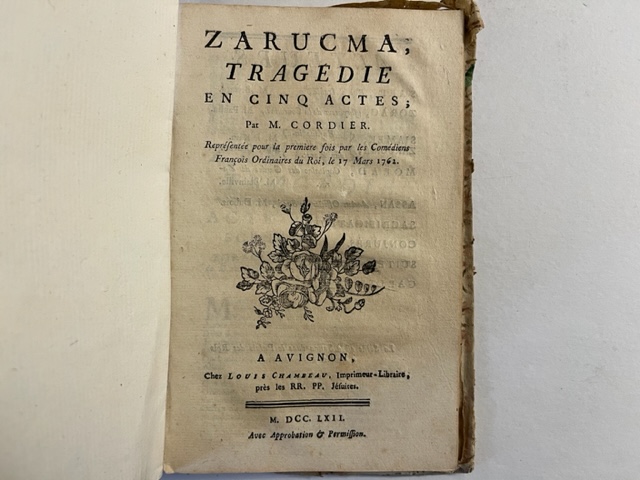 ZARUCMA,
TRAGÉDIE
EN CINQ ACTES;
Par M. CORDIER.
Représentée pour la premiere fois par les Comédiens
François Ordinaires du Roi, le 17 Mars 1762.
A AVIGNON,
Chez LOUIS CHAMBEAU, Imprimeur-Libraire,
près les RR. PP. Jésuites.
M. DCC. LXII.
Avec Approbation & Permission.